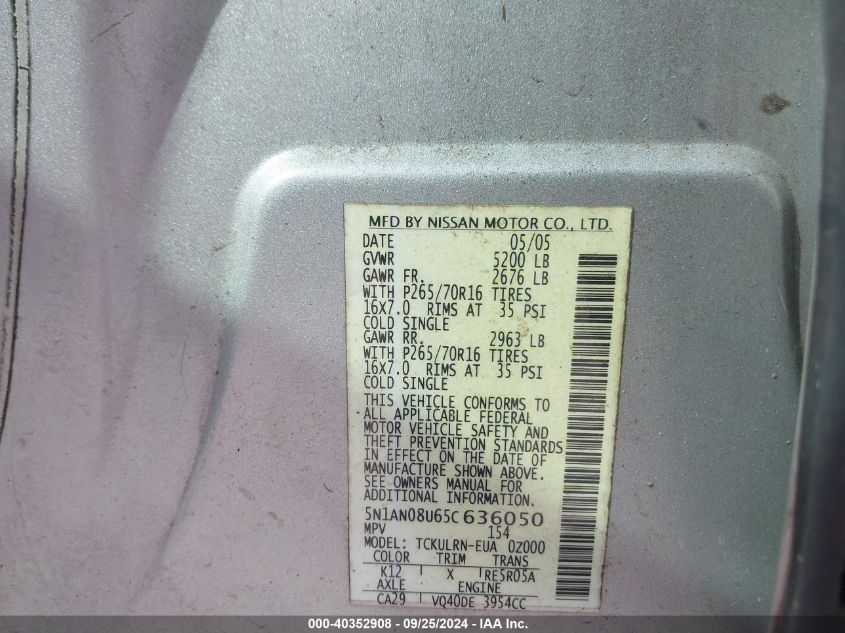 MFD BY NISSAN MOTOR CO., LTD.
DATE 05/05
GVWR 5200 LB
GAWR FR. 2676 LB
WITH P265/70R16 TIRES
16X7.0 RIMS AT 35 PSI
COLD SINGLE
GAWR RR. 2963 LB
WITH P265/70R16 TIRES
16X7.0 RIMS AT 35 PSI
COLD SINGLE
THIS VEHICLE CONFORMS TO
ALL APPLICABLE FEDERAL
MOTOR VEHICLE SAFETY AND
THEFT PREVENTION STANDARDS
IN EFFECT ON THE DATE OF
MANUFACTURE SHOWN ABOVE.
SEE OWNERS MANUAL FOR
ADDITIONAL INFORMATION.
5N1AN08U65C 636050
MPV 154
MODEL: TCKULRN-EUA 0Z000
COLOR TRIM TRANS
K12 X RE5R05A
AXLE ENGINE
CA29 VQ40DE 3954CC
000-40352908 - 09/25/2024 - IAA Inc.